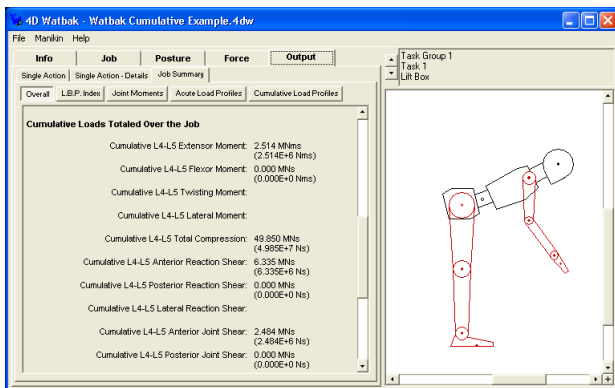 4D Watbak - Watbak Cumulative Example.4dw
File Manikin Help
Info Job Posture Force Output
Single Action Single Action - Details Job Summary
Overall L.B.P. Index Joint Moments Acute Load Profiles Cumulative Load Profiles
Cumulative Loads Totaled Over the Job
Cumulative L4-L5 Extensor Moment: 2.514 MNms
(2.514E+6 Nms)
Cumulative L4-L5 Flexor Moment: 0.000 MNs
(0.000E+0 Nms)
Cumulative L4-L5 Twisting Moment:
Cumulative L4-L5 Lateral Moment:
Cumulative L4-L5 Total Compression: 49.850 MNs
(4.985E+7 Ns)
Cumulative L4-L5 Anterior Reaction Shear: 6.335 MNs
(6.335E+6 Ns)
Cumulative L4-L5 Posterior Reaction Shear: 0.000 MNs
(0.000E+0 Ns)
Cumulative L4-L5 Lateral Reaction Shear:
Cumulative L4-L5 Anterior Joint Shear: 2.484 MNs
(2.484E+6 Ns)
Cumulative L4-L5 Posterior Joint Shear: 0.000 MNs
(0.000E+0 Ns)
Task Group 1
Task 1
Lift Box